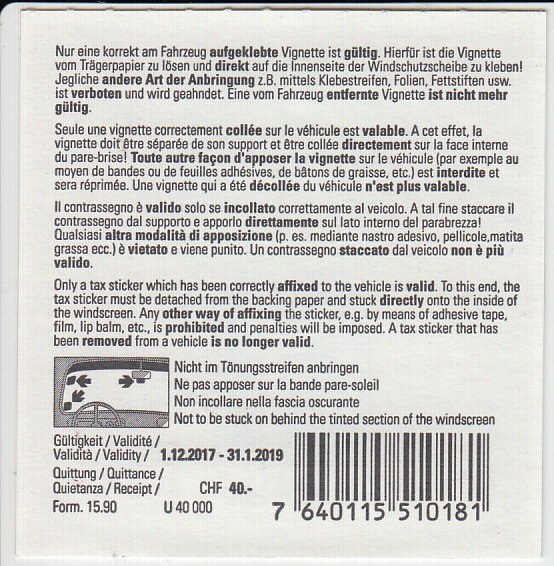 Nur eine korrekt am Fahrzeug aufgeklebte Vignette ist gültig. Hierfür ist die Vignette
vom Trägerpapier zu lösen und direkt auf die Innenseite der Windschutzscheibe zu kleben!
Jegliche andere Art der Anbringung z.B. mittels Klebestreifen, Folien, Fettstiften usw.
ist verboten und wird geahndet. Eine vom Fahrzeug entfernte Vignette ist nicht mehr
gültig.
Seule une vignette correctement collée sur le véhicule est valable. A cet effet, la
vignette doit être séparée de son support et être collée directement sur la face interne
du pare-brise! Toute autre façon d'apposer la vignette sur le véhicule (par exemple au
moyen de bandes ou de feuilles adhésives, de bâtons de graisse, etc.) est interdite et
sera réprimée. Une vignette qui a été décollée du véhicule n'est plus valable.
Il contrassegno è valido solo se incollato correttamente al veicolo. A tal fine staccare il
contrassegno dal supporto e apporlo direttamente sul lato interno del parabrezza!
Qualsiasi altra modalità di apposizione (p. es. mediante nastro adesivo, pellicole,matita
grassa ecc.) è vietato e viene punito. Un contrassegno staccato dal veicolo non è più
valido.
Only a tax sticker which has been correctly affixed to the vehicle is valid. To this end, the
tax sticker must be detached from the backing paper and stuck directly onto the inside of
the windscreen. Any other way of affixing the sticker, e.g. by means of adhesive tape,
film, lip balm, etc., is prohibited and penalties will be imposed. A tax sticker that has
been removed from a vehicle is no longer valid.
Nicht im Tönungsstreifen anbringen
Ne pas apposer sur la bande pare-soleil
Non incollare nella fascia oscurante
Not to be stuck on behind the tinted section of the windscreen
Gültigkeit / Validité /
Validità / Validity / 1.12.2017 - 31.1.2019
Quittung / Quittance /
Quietanza / Receipt / CHF 40.-
Form. 15.90 U 40 000
7 640115 510181